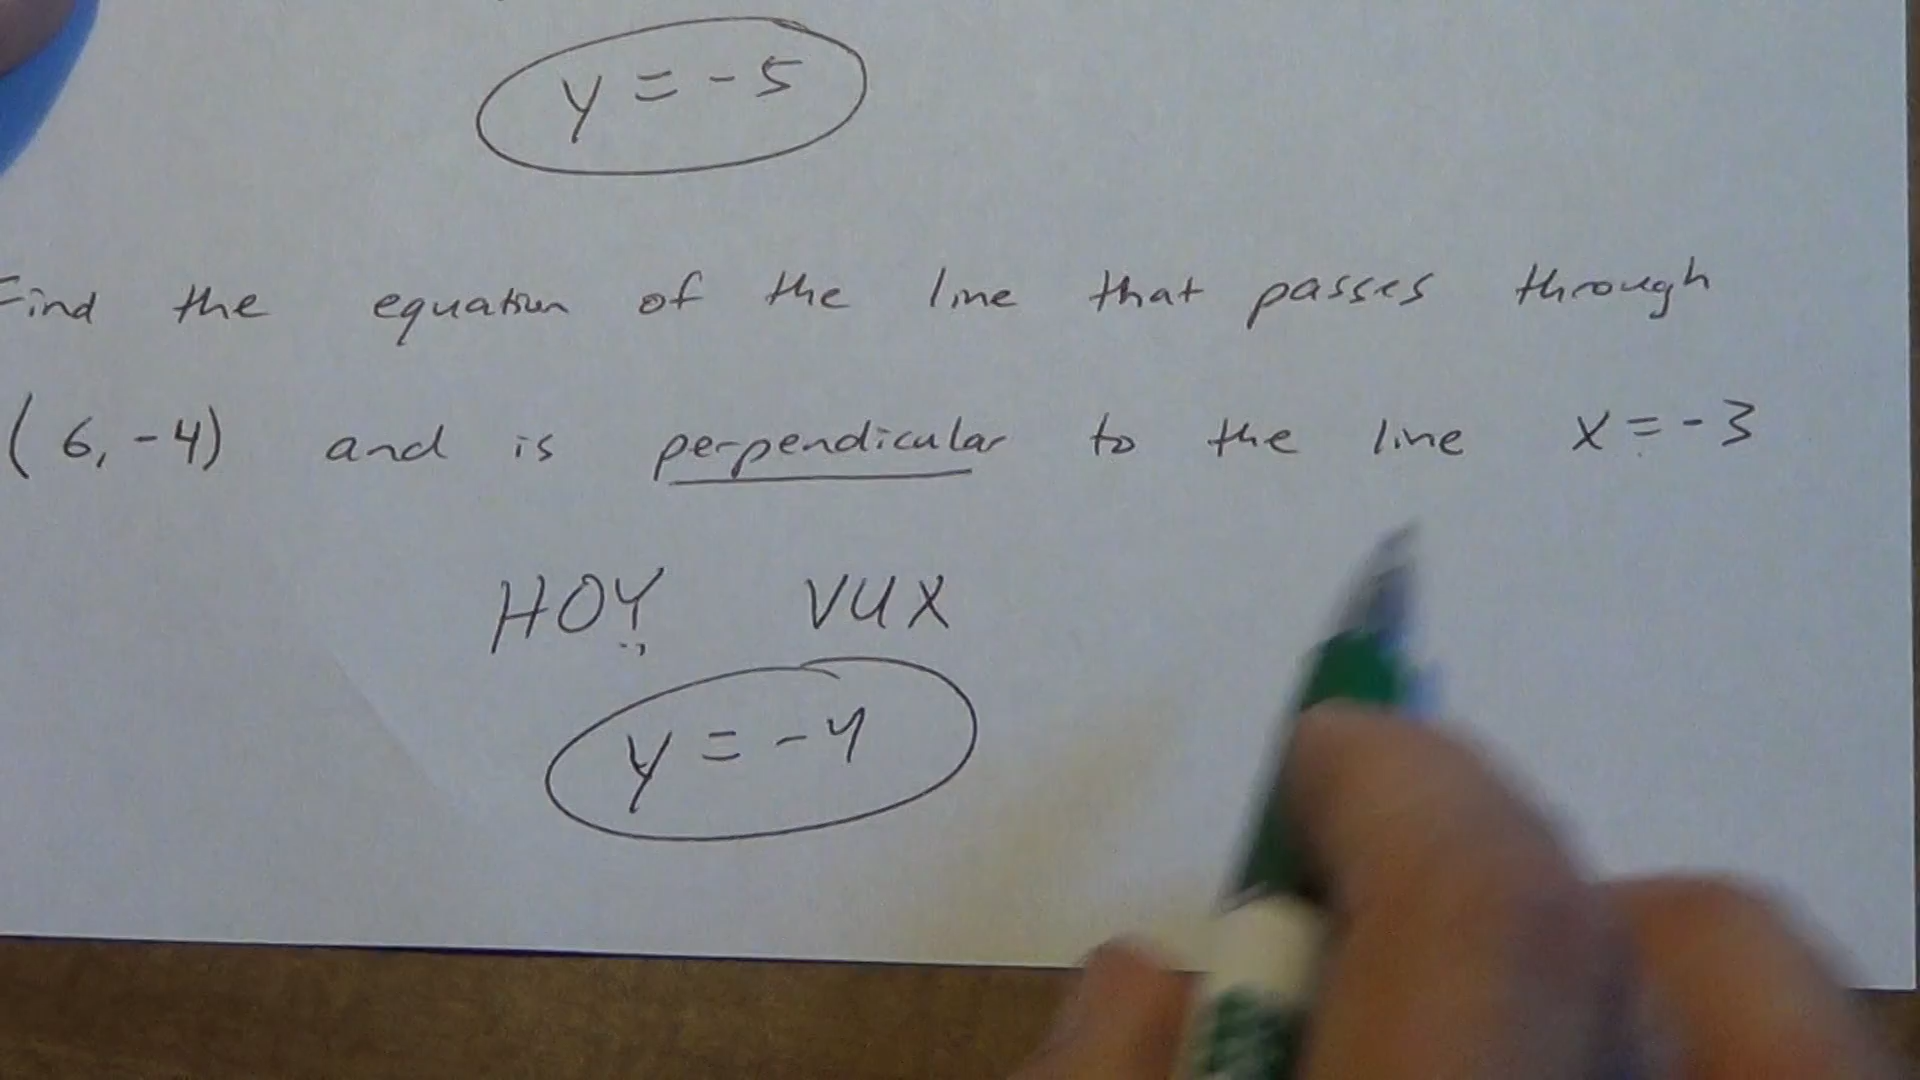 y = -5
Find the equation of the line that passes through
(6, -4) and is perpendicular to the line x = -3
HOY VUX
y = -4